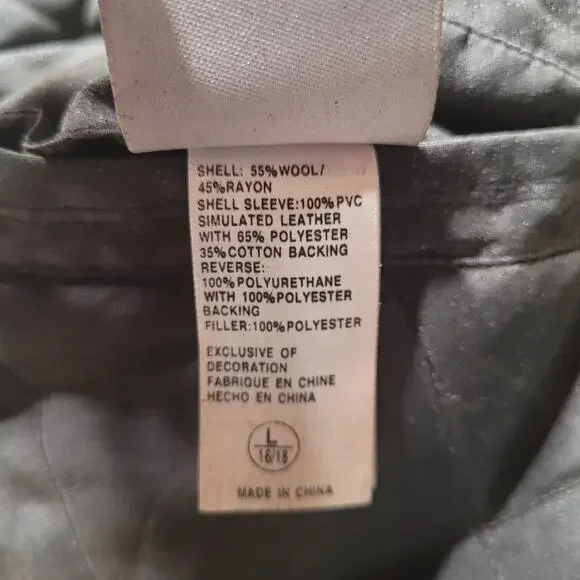 SHELL: 55%WOOL/
45%RAYON
SHELL SLEEVE:100%PVC
SIMULATED LEATHER
WITH 65% POLYESTER
35%COTTON BACKING
REVERSE:
100%POLYURETHANE
WITH 100%POLYESTER
BACKING
FILLER:100%POLYESTER
EXCLUSIVE OF
DECORATION
FABRIQUE EN CHINE
HECHO EN CHINA
L
16/18
MADE IN CHINA